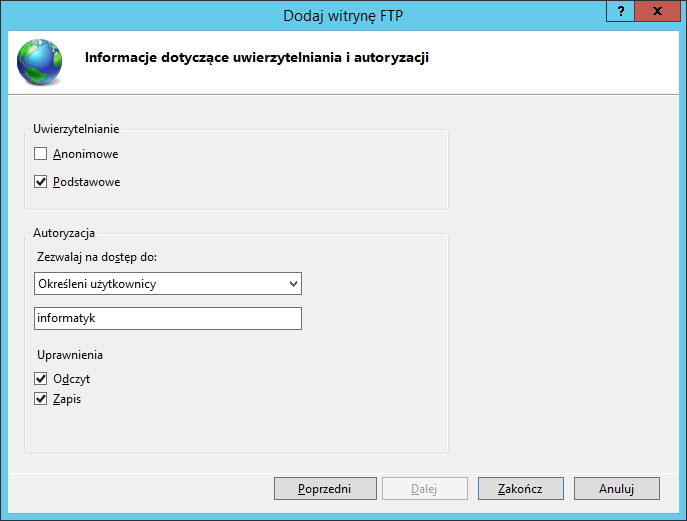 Dodaj witrynę FTP
? x
Informacje dotyczące uwierzytelniania i autoryzacji
Uwierzytelnianie
Anonimowe
Podstawowe
Autoryzacja
Zezwalaj na dostęp do:
Określeni użytkownicy
informatyk
Uprawnienia
Odczyt
Zapis
Poprzedni Dalej Zakończ Anuluj